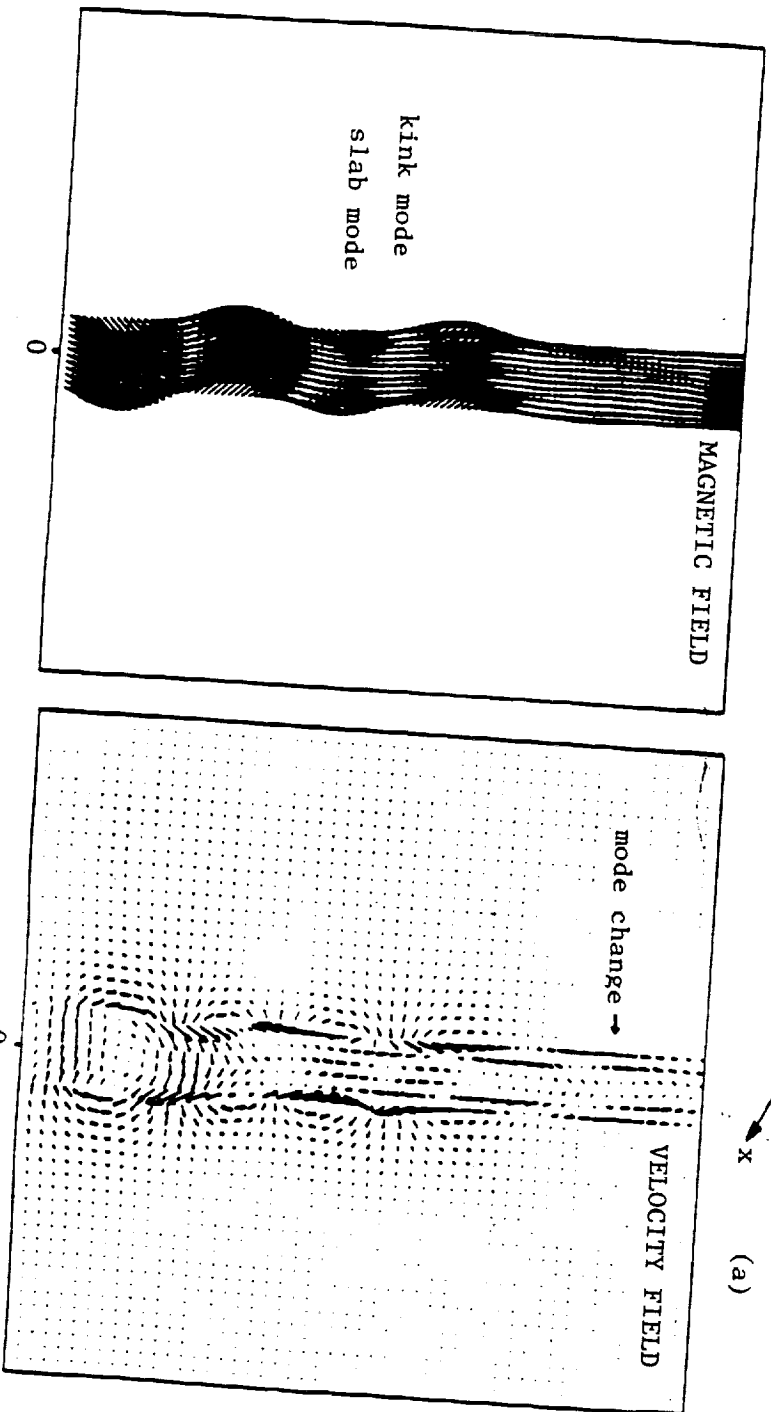 MAGNETIC FIELD
kink mode
slab mode
0
x
(a)
VELOCITY FIELD
mode change →